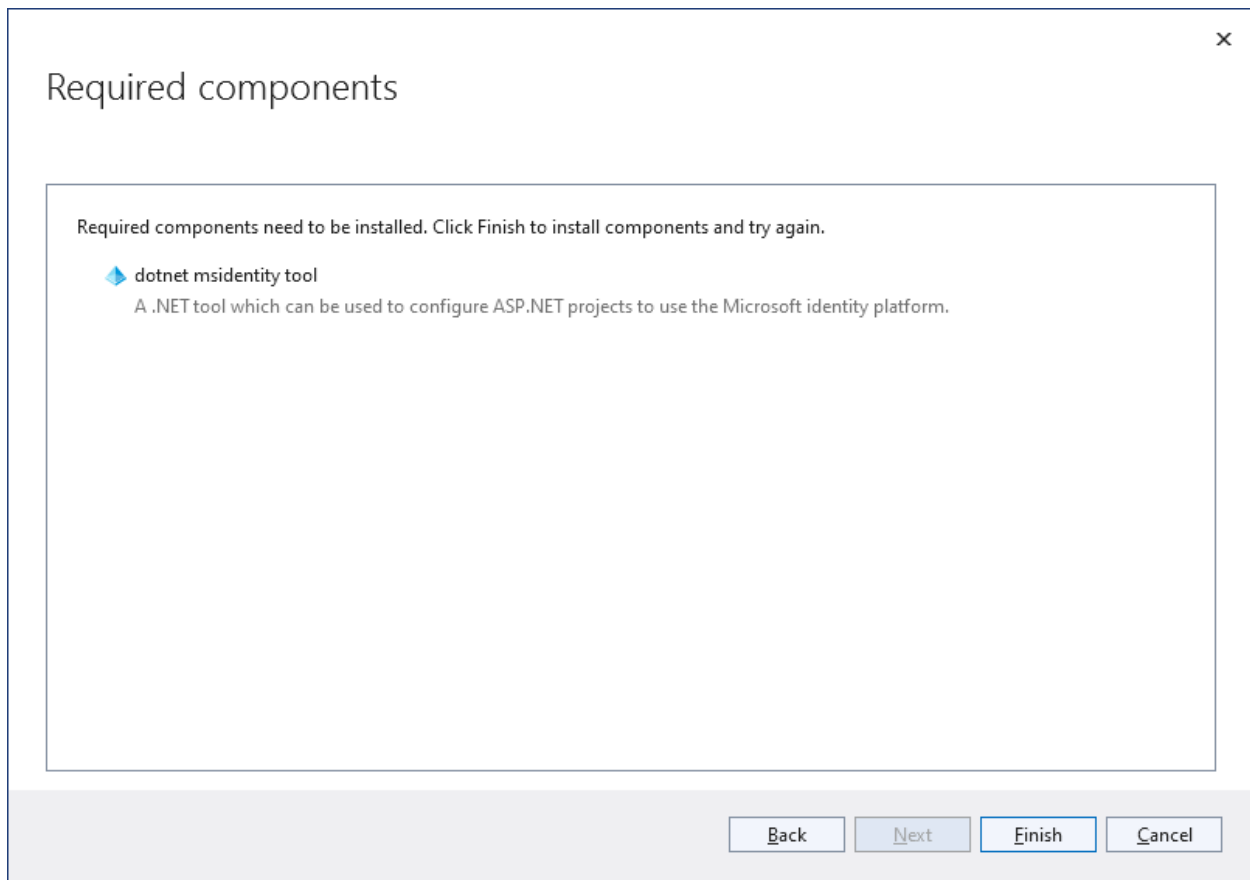 Required components
Required components need to be installed. Click Finish to install components and try again.
dotnet msidentity tool
A .NET tool which can be used to configure ASP.NET projects to use the Microsoft identity platform.
Back Next Finish Cancel